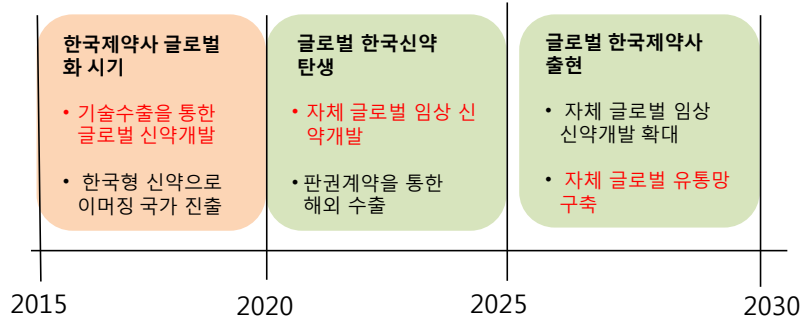 한국제약사 글로벌
화 시기
• 기술수출을 통한
글로벌 신약개발
• 한국형 신약으로
이머징 국가 진출
글로벌 한국신약
탄생
• 자체 글로벌 임상 신
약개발
• 판권계약을 통한
해외 수출
글로벌 한국제약사
출현
• 자체 글로벌 임상
신약개발 확대
• 자체 글로벌 유통망
구축
2015
2020
2025
2030